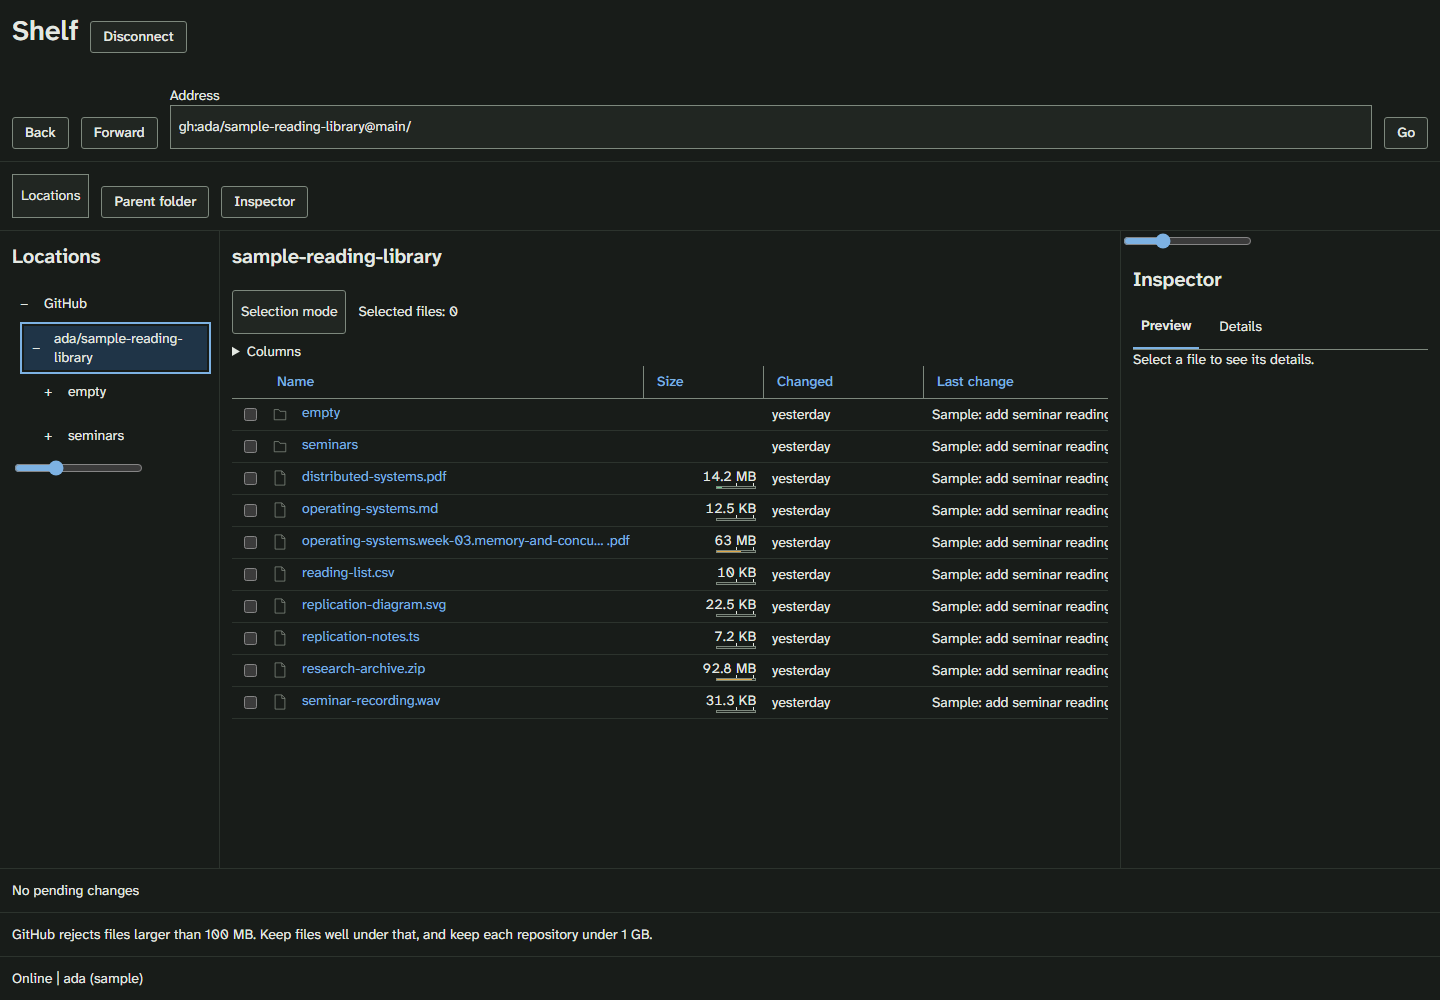 Shelf
Disconnect
Address
Back
Forward
gh:ada/sample-reading-library@main/
Go
Locations
Parent folder
Inspector
Locations
– GitHub
– ada/sample-reading-
library
+ empty
+ seminars
sample-reading-library
Selection mode
Selected files: 0
Columns
Name Size Changed Last change
empty yesterday Sample: add seminar reading
seminars yesterday Sample: add seminar reading
distributed-systems.pdf 14.2 MB yesterday Sample: add seminar reading
operating-systems.md 12.5 KB yesterday Sample: add seminar reading
operating-systems.week-03.memory-and-concu... .pdf 63 MB yesterday Sample: add seminar reading
reading-list.csv 10 KB yesterday Sample: add seminar reading
replication-diagram.svg 22.5 KB yesterday Sample: add seminar reading
replication-notes.ts 7.2 KB yesterday Sample: add seminar reading
research-archive.zip 92.8 MB yesterday Sample: add seminar reading
seminar-recording.wav 31.3 KB yesterday Sample: add seminar reading
Inspector
Preview Details
Select a file to see its details.
No pending changes
GitHub rejects files larger than 100 MB. Keep files well under that, and keep each repository under 1 GB.
Online | ada (sample)